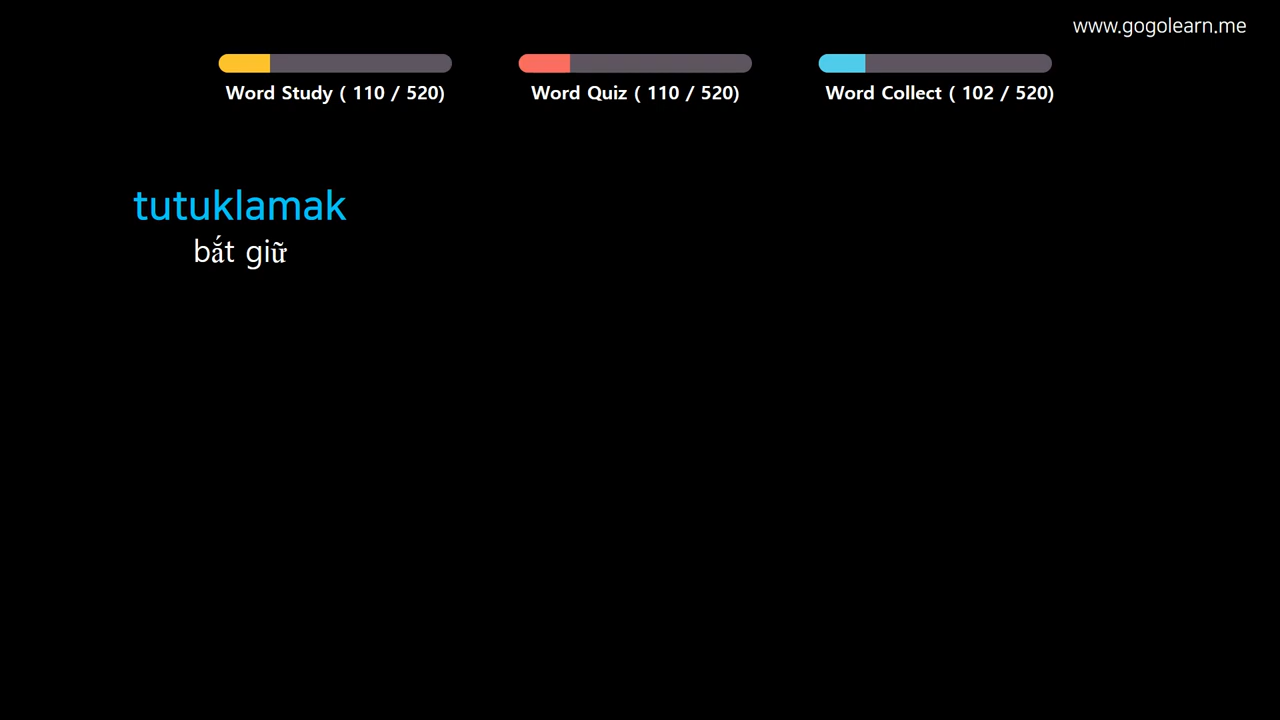 www.gogolearn.me
Word Study ( 110 / 520)
Word Quiz ( 110 / 520)
Word Collect ( 102 / 520)
tutuklamak
bắt giữ